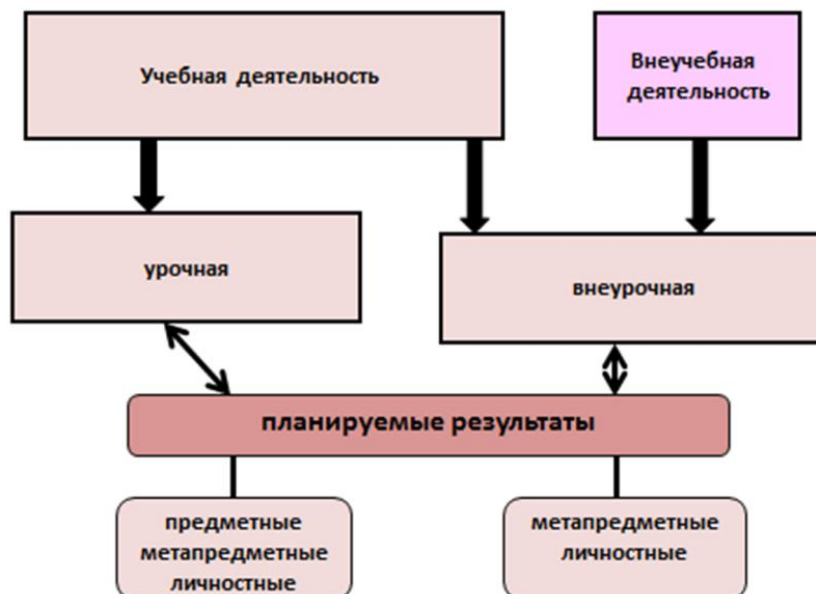 Учебная деятельность
Внеучебная
деятельность
урочная
внеурочная
планируемые результаты
предметные
метапредметные
личностные
метапредметные
личностные